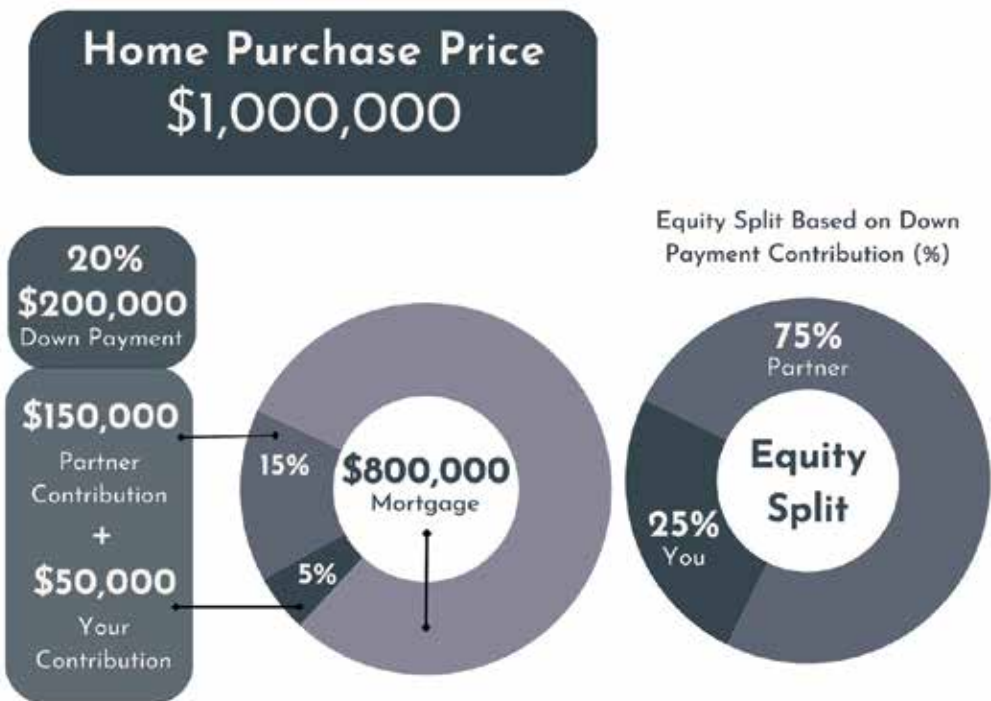 Home Purchase Price
$1,000,000
20%
$200,000
Down Payment
$150,000
Partner
Contribution
+
$50,000
Your
Contribution
15%
5%
$800,000
Mortgage
Equity Split Based on Down
Payment Contribution (%)
75%
Partner
Equity
Split
25%
You